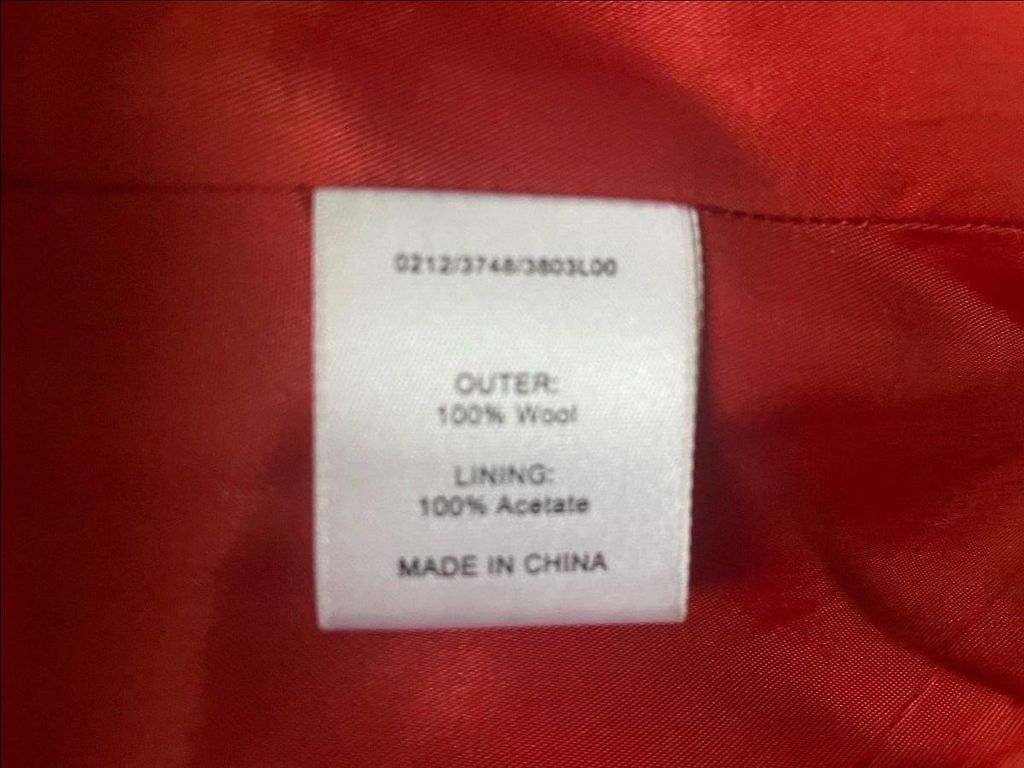 0212/3748/3803L00
OUTER:
100% Wool
LINING:
100% Acetate
MADE IN CHINA